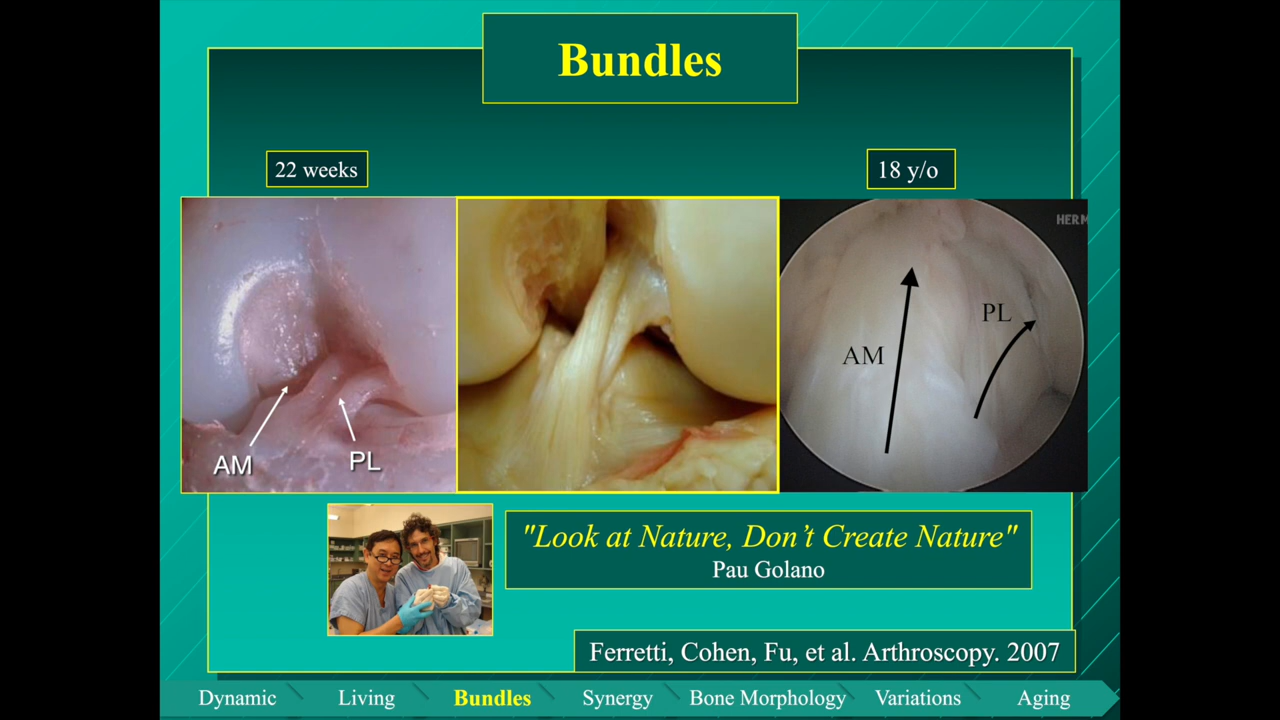 Bundles
22 weeks
18 y/o
HERM
AM
PL
AM
PL
"Look at Nature, Don’t Create Nature"
Pau Golano
Ferretti, Cohen, Fu, et al. Arthroscopy. 2007
Dynamic
Living
Bundles
Synergy
Bone Morphology
Variations
Aging